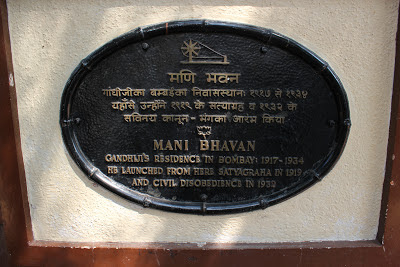 मणि भवन
गांधीजीका बम्बईका निवासस्थानः १९१७ से १९३४
यहाँसे उन्होंने १९१९ के सत्याग्रह व १९३२ के
सविनय कानून-भंगका आरंभ किया
MANI BHAVAN
GANDHIJI'S RESIDENCE IN BOMBAY: 1917-1934
HE LAUNCHED FROM HERE SATYAGRAHA IN 1919
AND CIVIL DISOBEDIENCE IN 1932